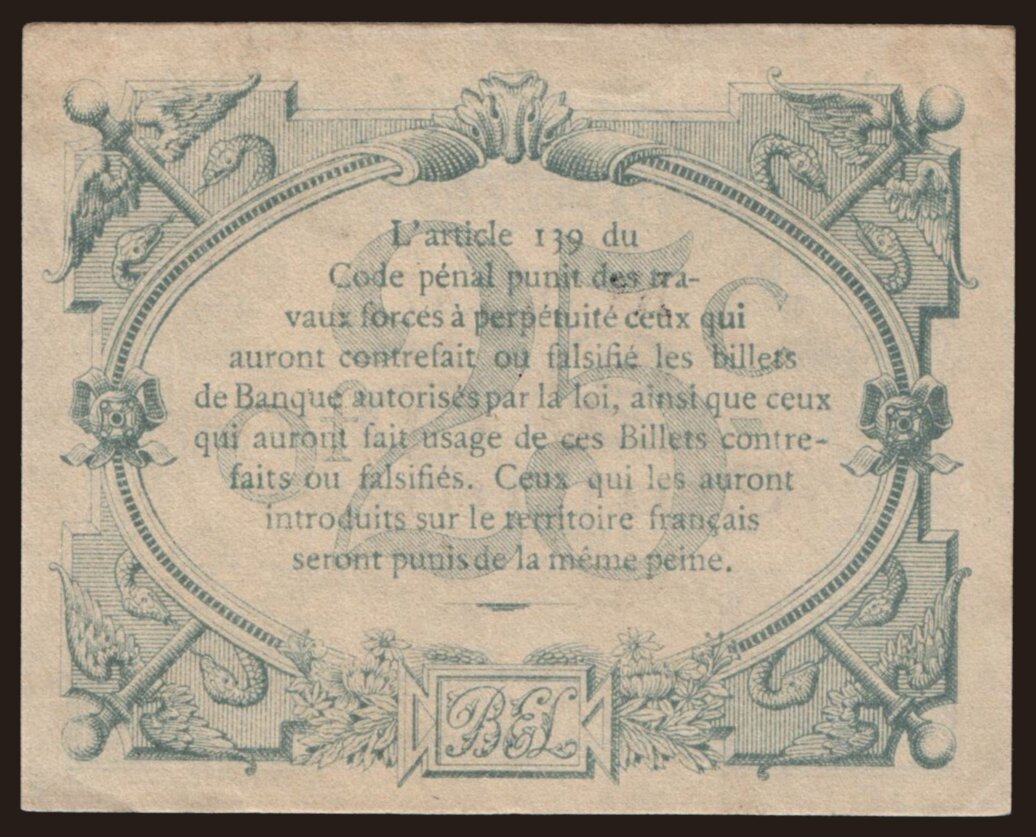 L'article 139 du
Code pénal punit des tra-
vaux forcés à perpétuité ceux qui
auront contrefait ou falsifié les billets
de Banque autorisés par la loi, ainsi que ceux
qui auront fait usage de ces Billets contre-
faits ou falsifiés. Ceux qui les auront
introduits sur le territoire français
seront punis de la même peine.
0F 25C
BEL